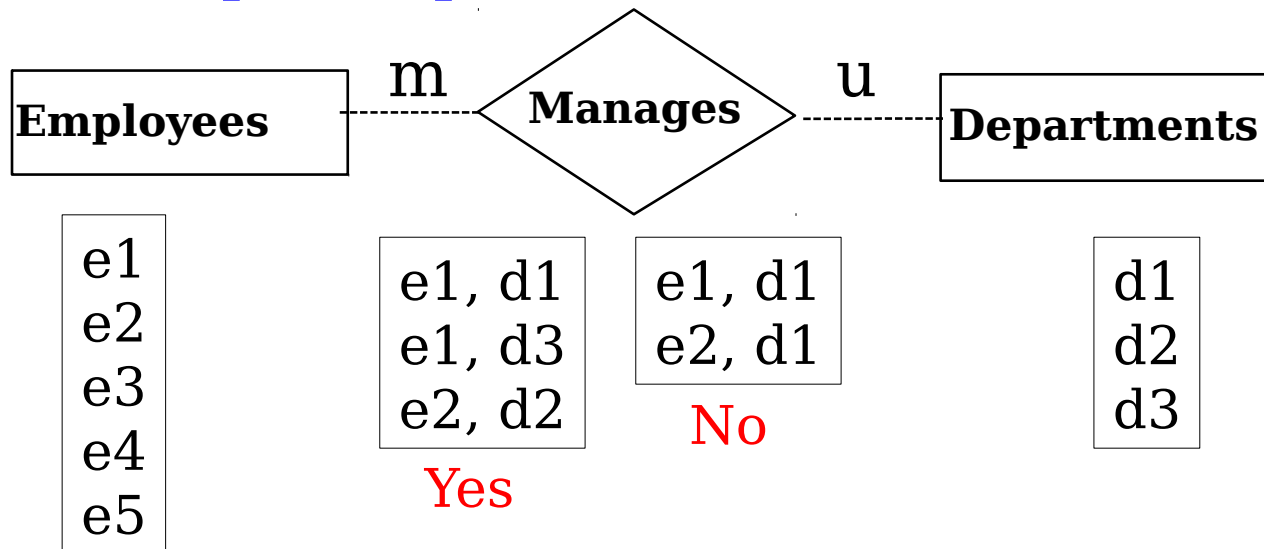 m
u
Employees
Manages
Departments
e1
e2
e3
e4
e5
e1, d1
e1, d3
e2, d2
Yes
e1, d1
e2, d1
No
d1
d2
d3